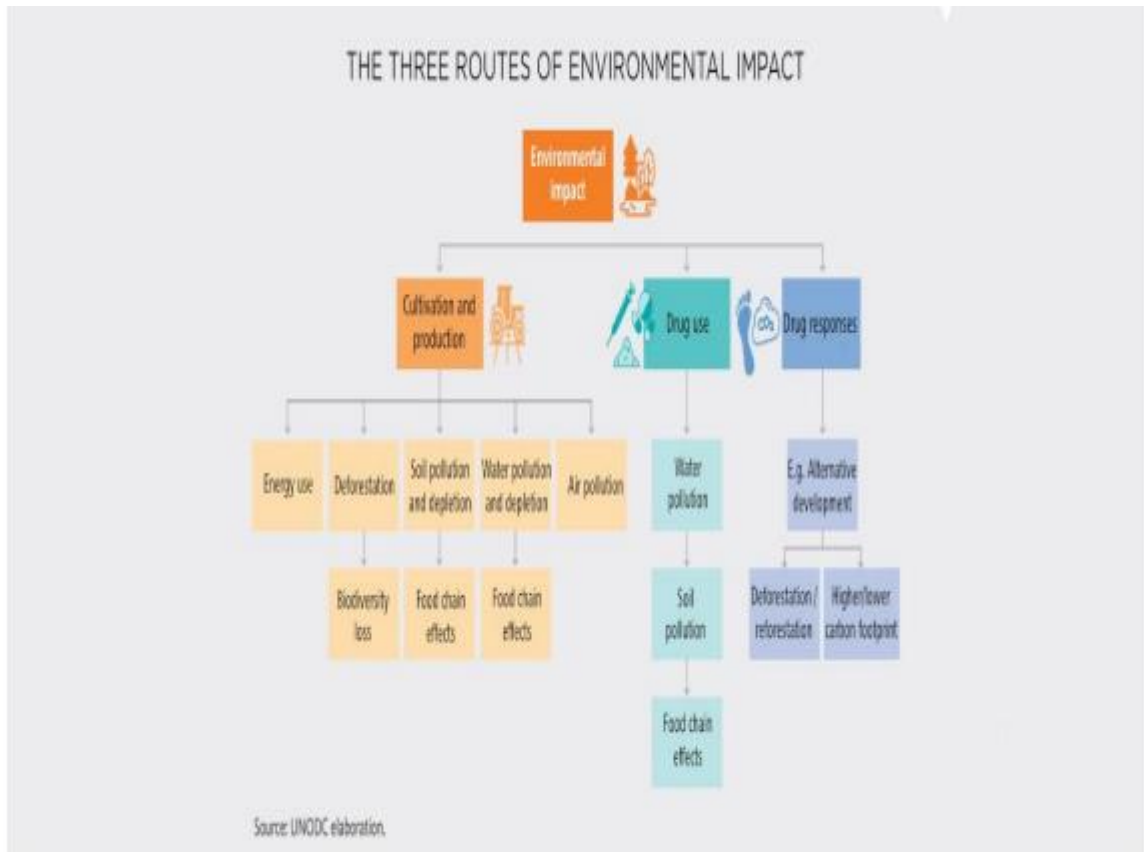 THE THREE ROUTES OF ENVIRONMENTAL IMPACT
Environmental
impact
Cultivation and
production
Drug use
CO₂
Drug responses
Energy use
Deforestation
Soil pollution
and depletion
Water pollution
and depletion
Air pollution
Water
pollution
E.g. Alternative
development
Biodiversity
loss
Food chain
effects
Food chain
effects
Soil
pollution
Deforestation /
reforestation
Higher/lower
carbon footprint
Food chain
effects
Source: UNODC elaboration.